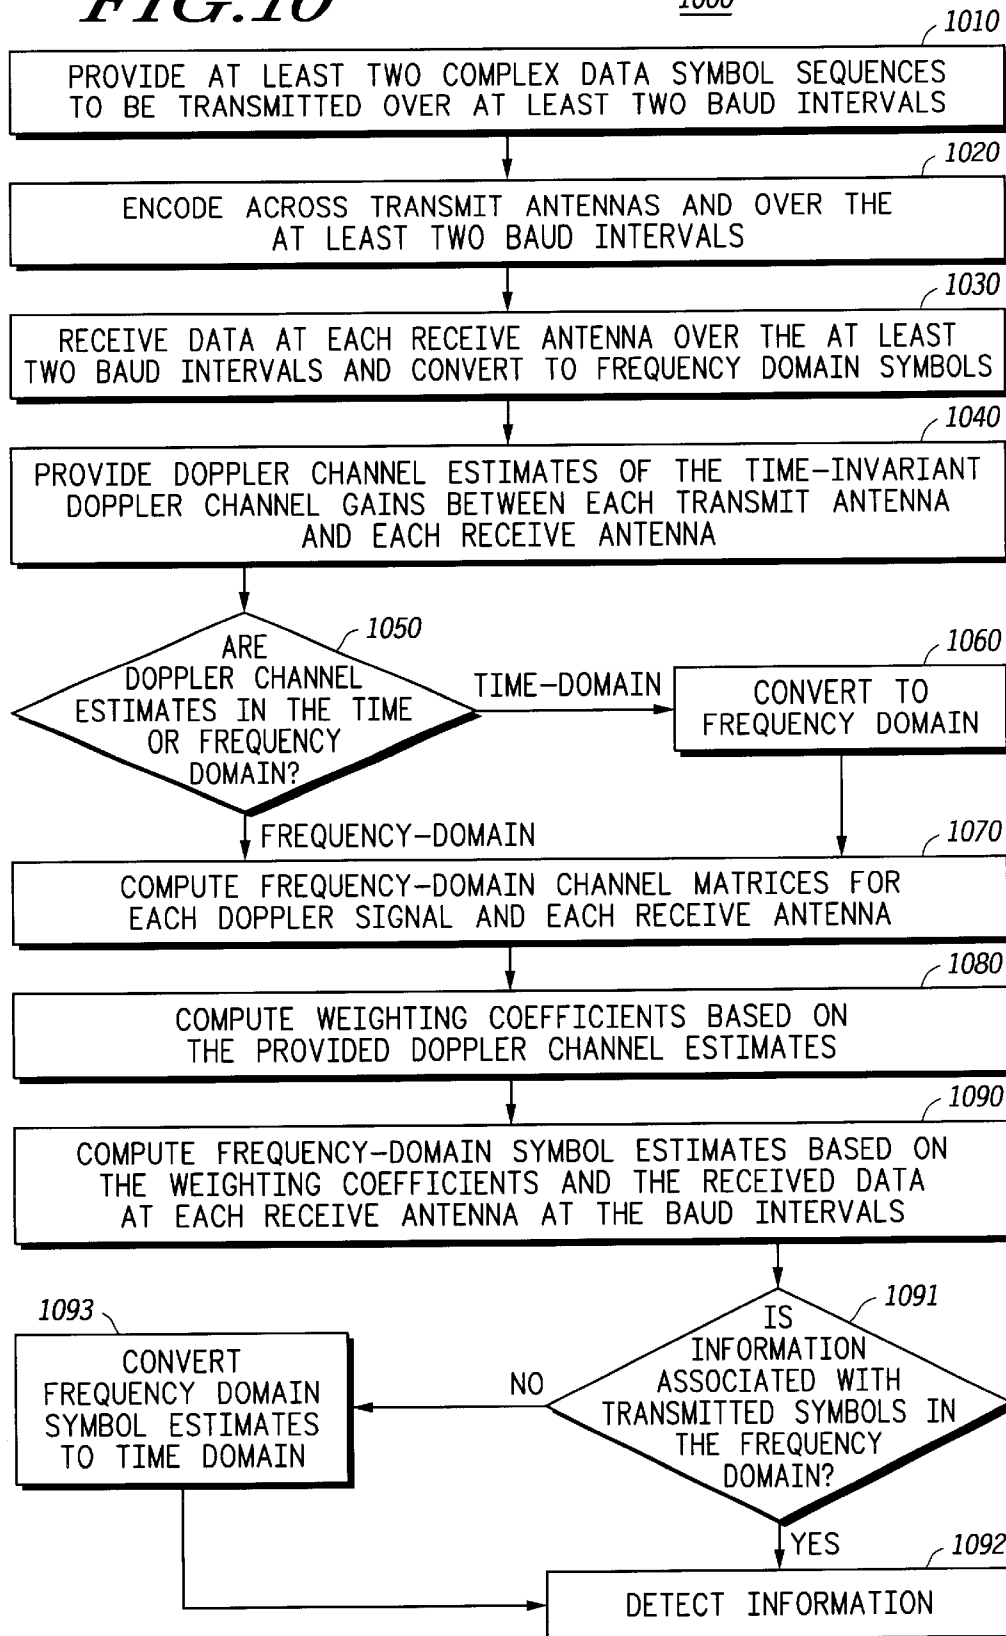 FIG.10
1000
1010
PROVIDE AT LEAST TWO COMPLEX DATA SYMBOL SEQUENCES
TO BE TRANSMITTED OVER AT LEAST TWO BAUD INTERVALS
1020
ENCODE ACROSS TRANSMIT ANTENNAS AND OVER THE
AT LEAST TWO BAUD INTERVALS
1030
RECEIVE DATA AT EACH RECEIVE ANTENNA OVER THE AT LEAST
TWO BAUD INTERVALS AND CONVERT TO FREQUENCY DOMAIN SYMBOLS
1040
PROVIDE DOPPLER CHANNEL ESTIMATES OF THE TIME-INVARIANT
DOPPLER CHANNEL GAINS BETWEEN EACH TRANSMIT ANTENNA
AND EACH RECEIVE ANTENNA
1050
ARE
DOPPLER CHANNEL
ESTIMATES IN THE TIME
OR FREQUENCY
DOMAIN?
TIME-DOMAIN
1060
CONVERT TO
FREQUENCY DOMAIN
FREQUENCY-DOMAIN
1070
COMPUTE FREQUENCY-DOMAIN CHANNEL MATRICES FOR
EACH DOPPLER SIGNAL AND EACH RECEIVE ANTENNA
1080
COMPUTE WEIGHTING COEFFICIENTS BASED ON
THE PROVIDED DOPPLER CHANNEL ESTIMATES
1090
COMPUTE FREQUENCY-DOMAIN SYMBOL ESTIMATES BASED ON
THE WEIGHTING COEFFICIENTS AND THE RECEIVED DATA
AT EACH RECEIVE ANTENNA AT THE BAUD INTERVALS
1091
IS
INFORMATION
ASSOCIATED WITH
TRANSMITTED SYMBOLS IN
THE FREQUENCY
DOMAIN?
NO
1093
CONVERT
FREQUENCY DOMAIN
SYMBOL ESTIMATES
TO TIME DOMAIN
YES
1092
DETECT INFORMATION